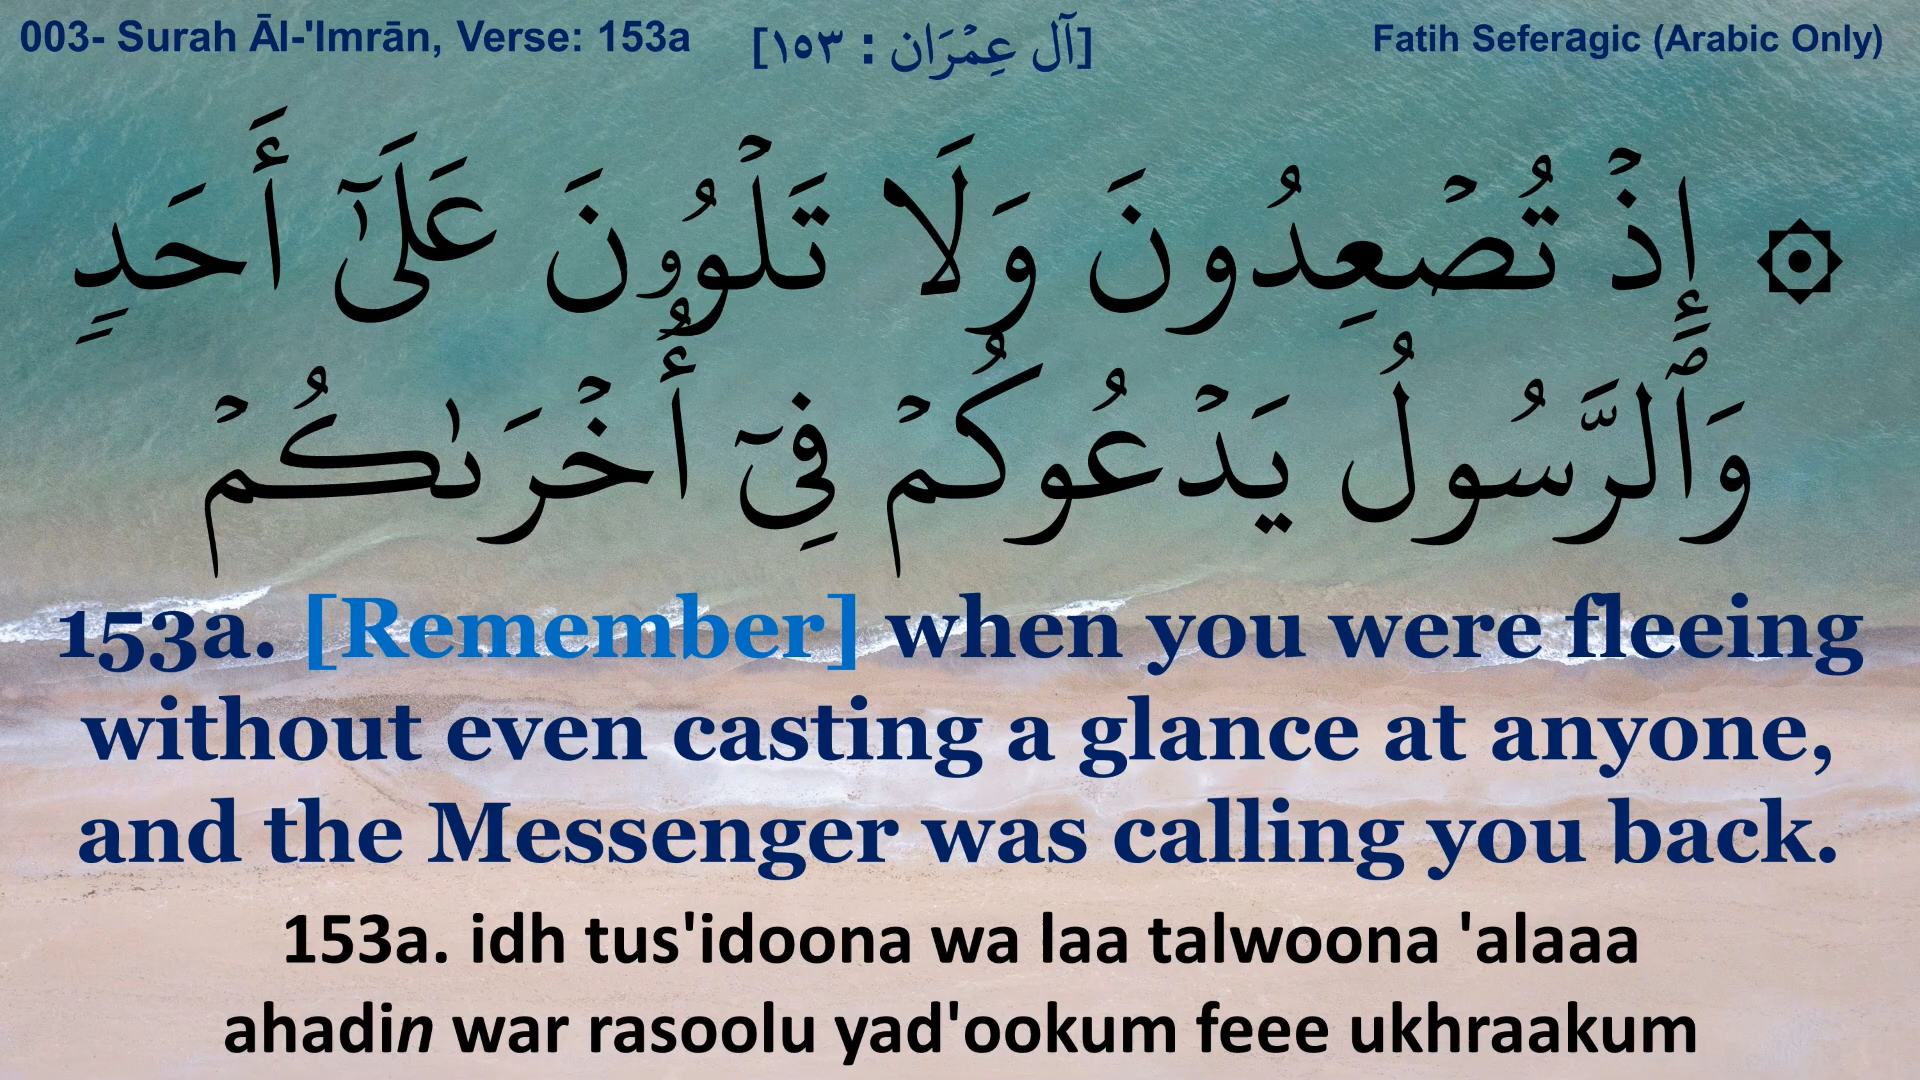 003- Surah Āl-'Imrān, Verse: 153a [آل عِمْرَان : ١٥٣] Fatih Seferagic (Arabic Only)
۞ إِذْ تُصْعِدُونَ وَلَا تَلْوُۥنَ عَلَىٰٓ أَحَدٍ
وَٱلرَّسُولُ يَدْعُوكُمْ فِىٓ أُخْرَىٰكُمْ
153a. [Remember] when you were fleeing
without even casting a glance at anyone,
and the Messenger was calling you back.
153a. idh tus'idoona wa laa talwoona 'alaaa
ahadin war rasoolu yad'ookum feee ukhraakum